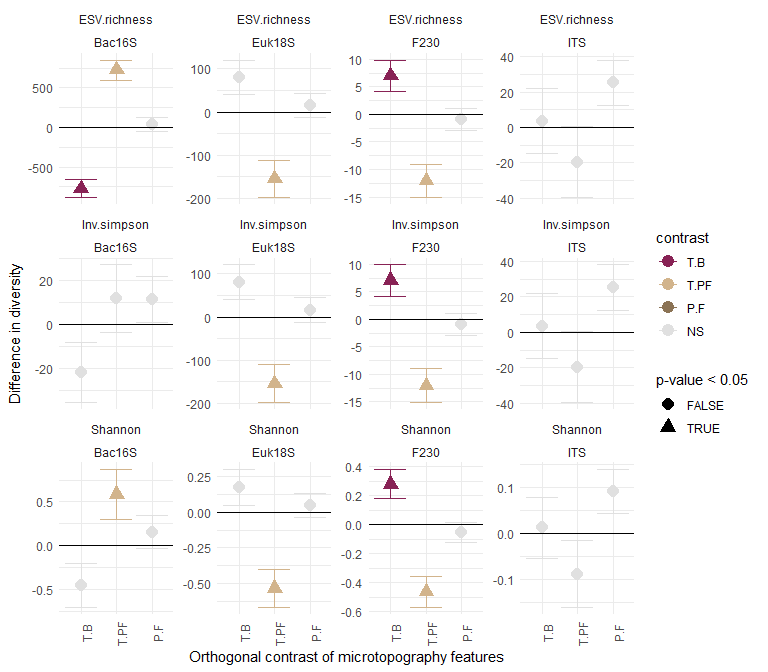 ESV.richness ESV.richness ESV.richness ESV.richness
Bac16S Euk18S F230 ITS
500 0 -500
100 0 -100 -200
10 5 0 -5 -10 -15
40 20 0 -20 -40
Inv.simpson Inv.simpson Inv.simpson Inv.simpson
Bac16S Euk18S F230 ITS
20 0 -20
100 0 -100 -200
10 5 0 -5 -10 -15
40 20 0 -20 -40
Shannon Shannon Shannon Shannon
Bac16S Euk18S F230 ITS
0.5 0.0 -0.5
0.25 0.00 -0.25 -0.50
0.4 0.2 0.0 -0.2 -0.4 -0.6
0.1 0.0 -0.1
T.B T.PF P.F T.B T.PF P.F T.B T.PF P.F T.B T.PF P.F
Orthogonal contrast of microtopography features
Difference in diversity
contrast
T.B
T.PF
P.F
NS
p-value < 0.05
FALSE
TRUE